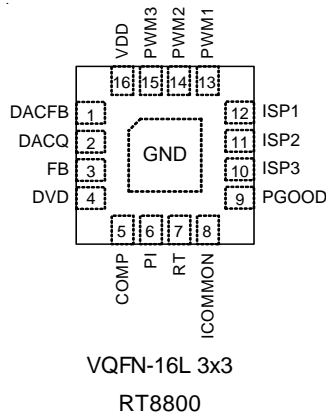 VDD
PWM3
PWM2
PWM1
16
15
14
13
DACFB 1
DACQ 2
FB 3
DVD 4
GND
12 ISP1
11 ISP2
10 ISP3
9 PGOOD
5
6
7
8
COMP
PI
RT
ICOMMON
VQFN-16L 3x3
RT8800